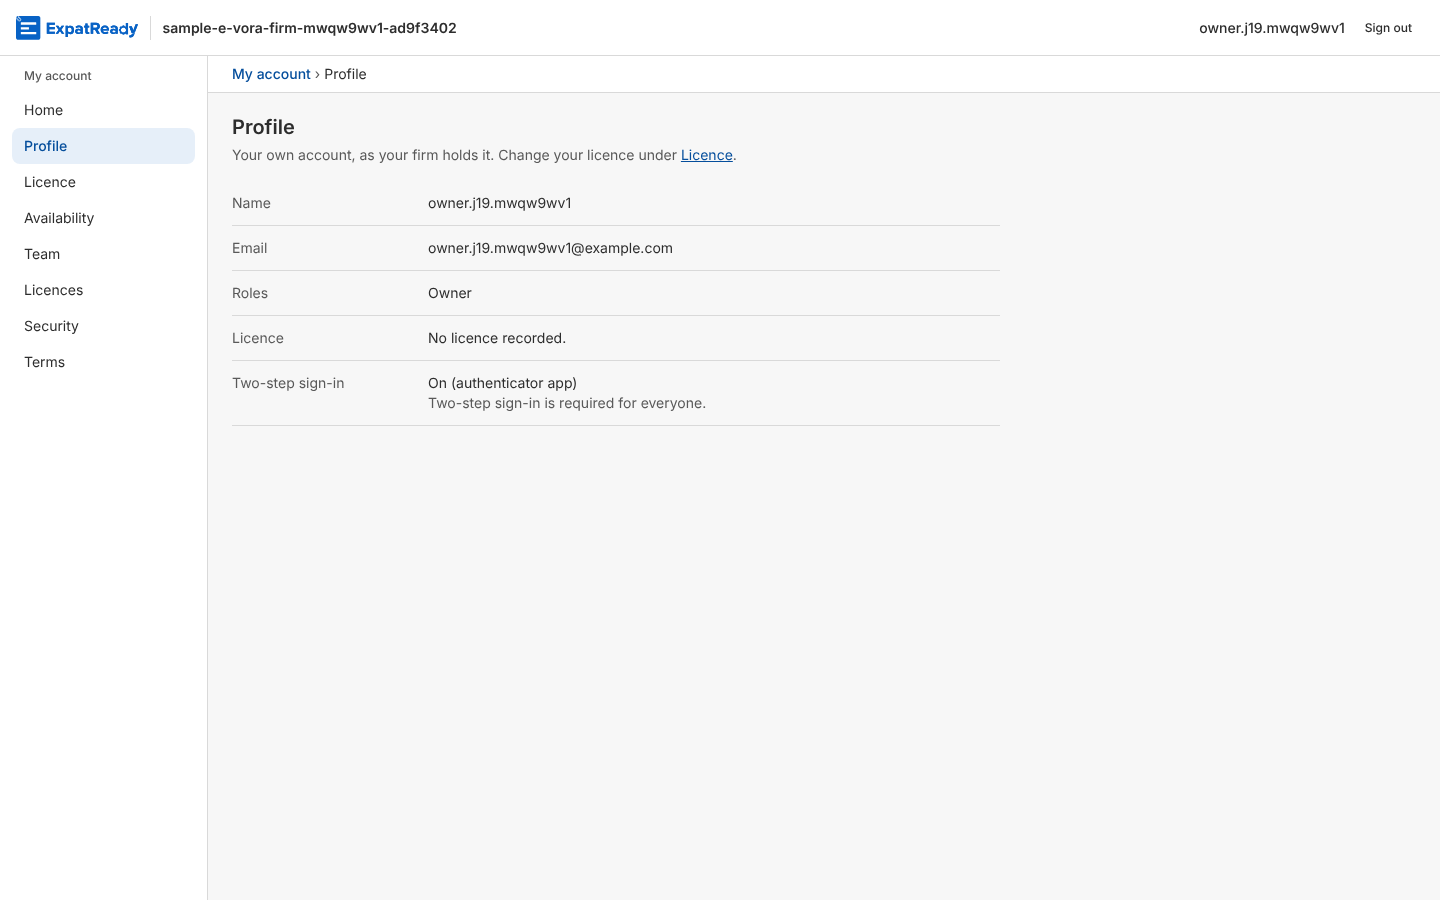 ExpatReady
sample-e-vora-firm-mwqw9wv1-ad9f3402
owner.j19.mwqw9wv1
Sign out
My account
Home
Profile
Licence
Availability
Team
Licences
Security
Terms
My account › Profile
Profile
Your own account, as your firm holds it. Change your licence under Licence.
Name owner.j19.mwqw9wv1
Email owner.j19.mwqw9wv1@example.com
Roles Owner
Licence No licence recorded.
Two-step sign-in On (authenticator app)
Two-step sign-in is required for everyone.